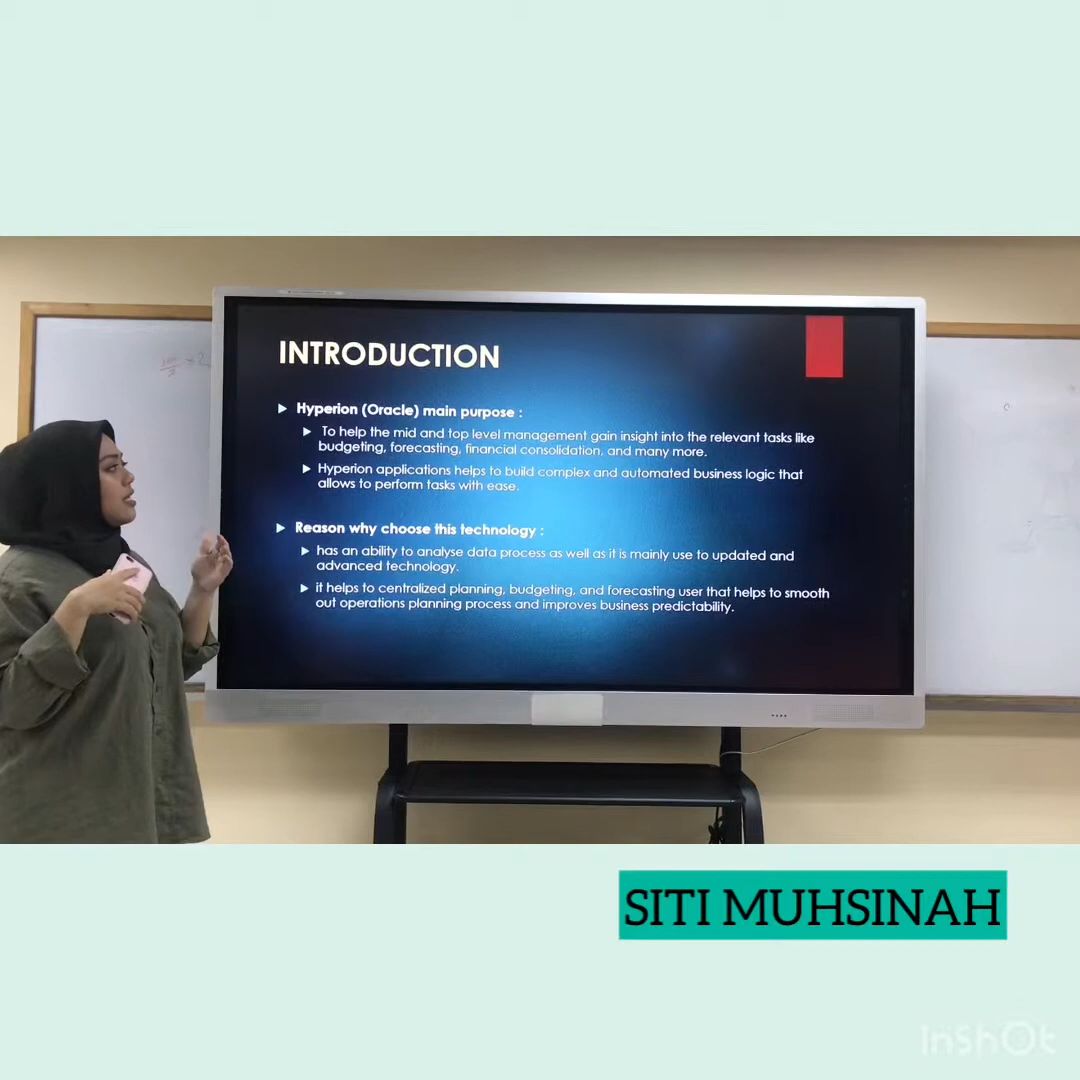 INTRODUCTION
Hyperion (Oracle) main purpose :
To help the mid and top level management gain insight into the relevant tasks like
budgeting, forecasting, financial consolidation, and many more.
Hyperion applications helps to build complex and automated business logic that
allows to perform tasks with ease.
Reason why choose this technology :
has an ability to analyse data process as well as it is mainly use to updated and
advanced technology.
it helps to centralized planning, budgeting, and forecasting user that helps to smooth
out operations planning process and improves business predictability.
SITI MUHSINAH
InShOt